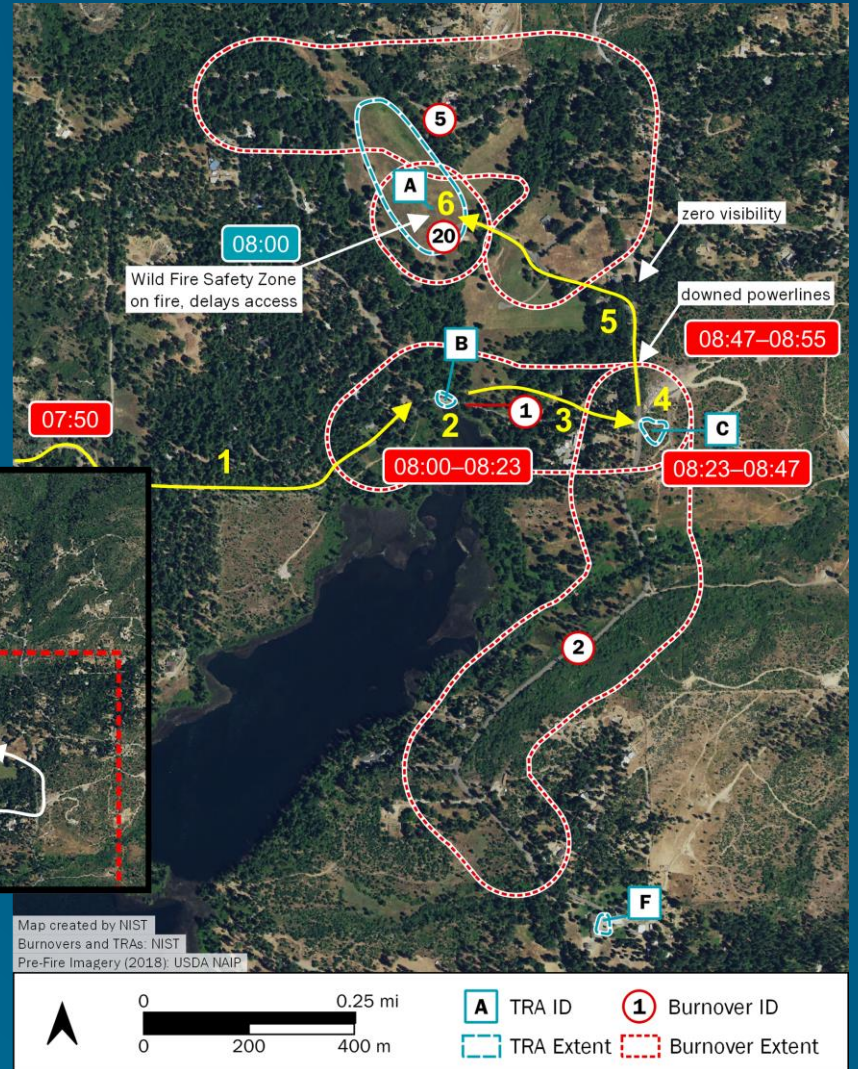 5
A
6
20
08:00
Wild Fire Safety Zone
on fire, delays access
zero visibility
downed powerlines
5
08:47–08:55
B
1
2
3
4
C
07:50
1
08:00–08:23
08:23–08:47
2
F
Map created by NIST
Burnovers and TRAs: NIST
Pre-Fire Imagery (2018): USDA NAIP
0 0.25 mi
0 200 400 m
A TRA ID 1 Burnover ID
TRA Extent Burnover Extent